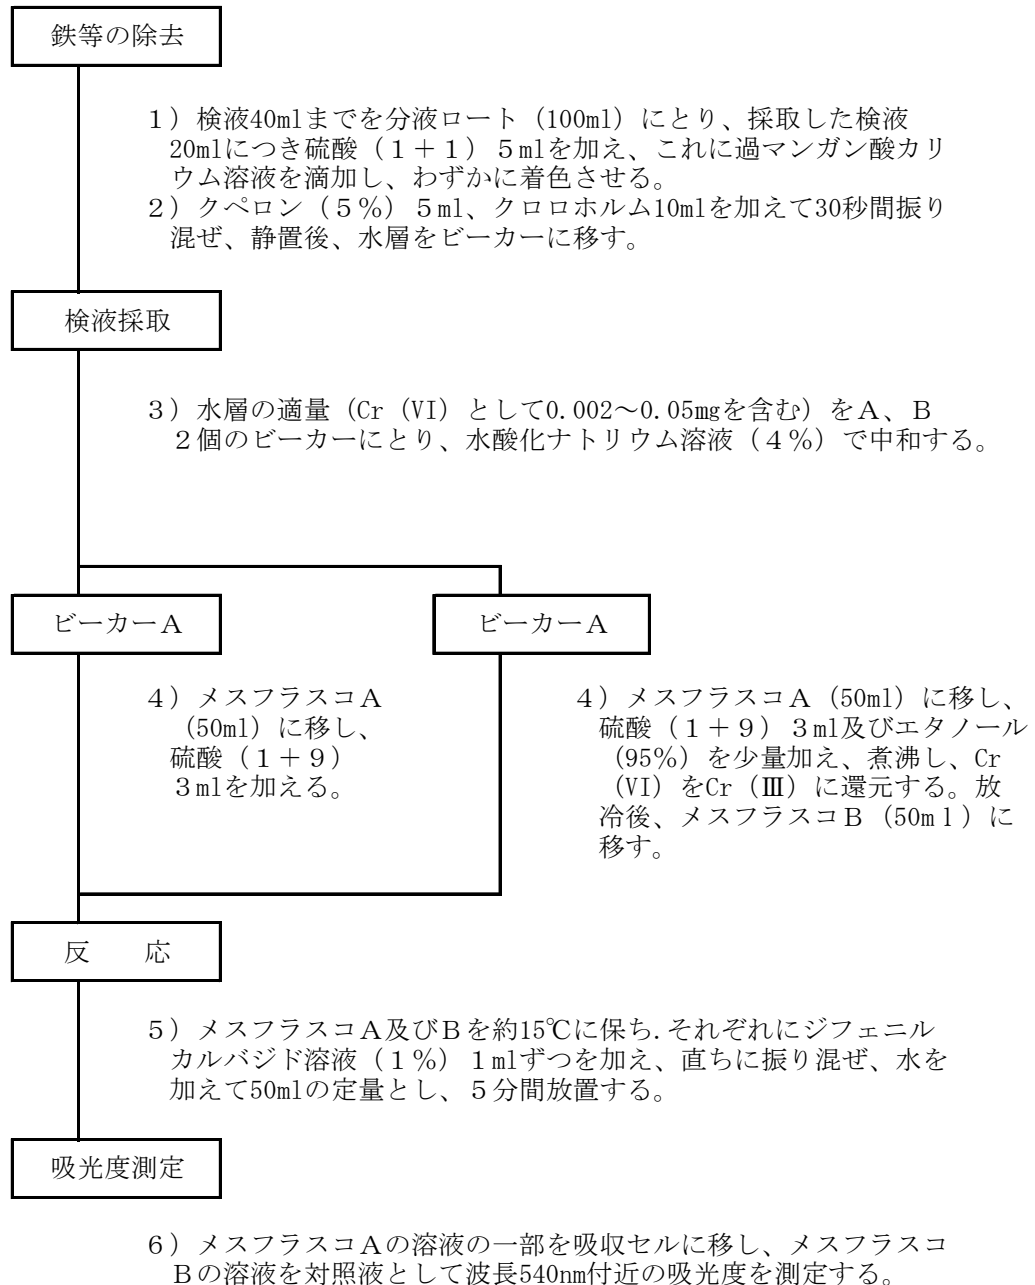 鉄等の除去
1)検液40mlまでを分液ロート(100ml)にとり、採取した検液
20mlにつき硫酸(1+1)5mlを加え、これに過マンガン酸カリ
ウム溶液を滴加し、わずかに着色させる。
2)クペロン(5%)5ml、クロロホルム10mlを加えて30秒間振り
混ぜ、静置後、水層をビーカーに移す。
検液採取
3)水層の適量(Cr(VI)として0.002~0.05mgを含む)をA、B
2個のビーカーにとり、水酸化ナトリウム溶液(4%)で中和する。
ビーカーA
ビーカーA
4)メスフラスコA
(50ml)に移し、
硫酸(1+9)
3mlを加える。
4)メスフラスコA(50ml)に移し、
硫酸(1+9)3ml及びエタノール
(95%)を少量加え、煮沸し、Cr
(VI)をCr(Ⅲ)に還元する。放
冷後、メスフラスコB(50ml)に
移す。
反 応
5)メスフラスコA及びBを約15℃に保ち.それぞれにジフェニル
カルバジド溶液(1%)1mlずつを加え、直ちに振り混ぜ、水を
加えて50mlの定量とし、5分間放置する。
吸光度測定
6)メスフラスコAの溶液の一部を吸収セルに移し、メスフラスコ
Bの溶液を対照液として波長540nm付近の吸光度を測定する。